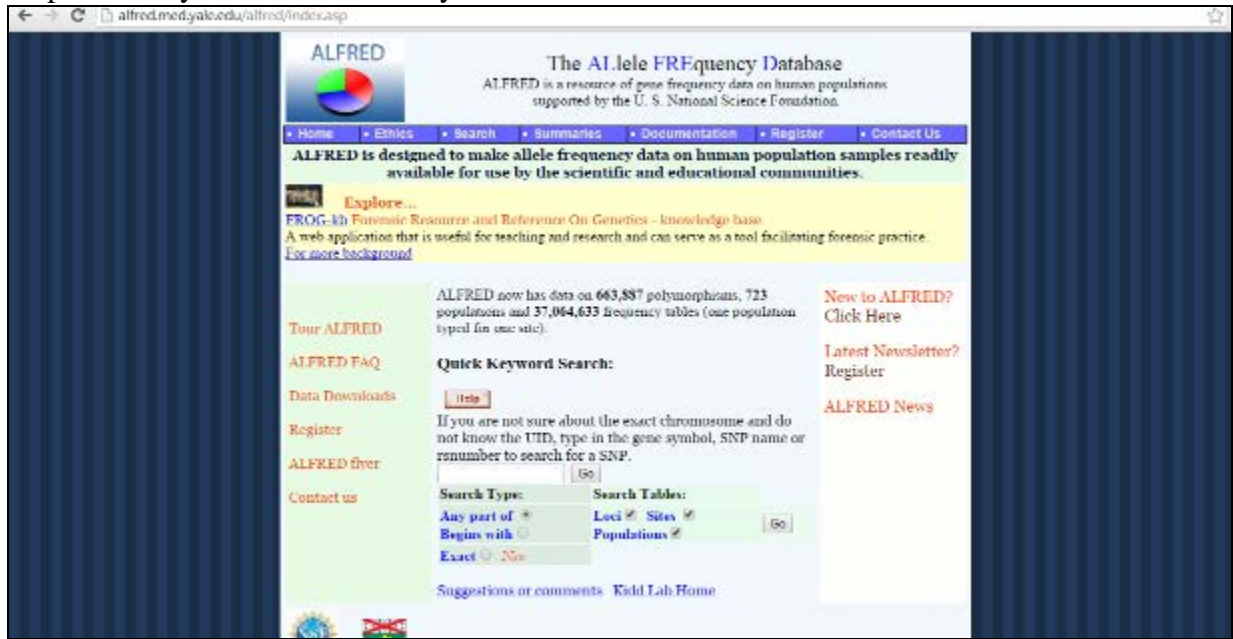 alfred.med.yale.edu/alfred/index.asp
ALFRED
The ALlele FREquency Database
ALFRED is a resource of gene frequency data on human populations
supported by the U. S. National Science Foundation.
• Home • Ethics • Search • Summaries • Documentation • Register • Contact Us
ALFRED is designed to make allele frequency data on human population samples readily
available for use by the scientific and educational communities.
Explore...
FROG-kb Forensic Resource and Reference On Genetics - knowledge base
A web application that is useful for teaching and research and can serve as a tool facilitating forensic practice.
For more background
Tour ALFRED
ALFRED FAQ
Data Downloads
Register
ALFRED flyer
Contact us
ALFRED now has data on 663,887 polymorphisms, 723
populations and 37,064,633 frequency tables (one population
typed for one site).
Quick Keyword Search:
Help
If you are not sure about the exact chromosome and do
not know the UID, type in the gene symbol, SNP name or
rsnumber to search for a SNP.
Go
Search Type: Search Tables:
Any part of Loci Sites
Begins with Populations Go
Exact
Suggestions or comments Kidd Lab Home
New to ALFRED?
Click Here
Latest Newsletter?
Register
ALFRED News
NSF